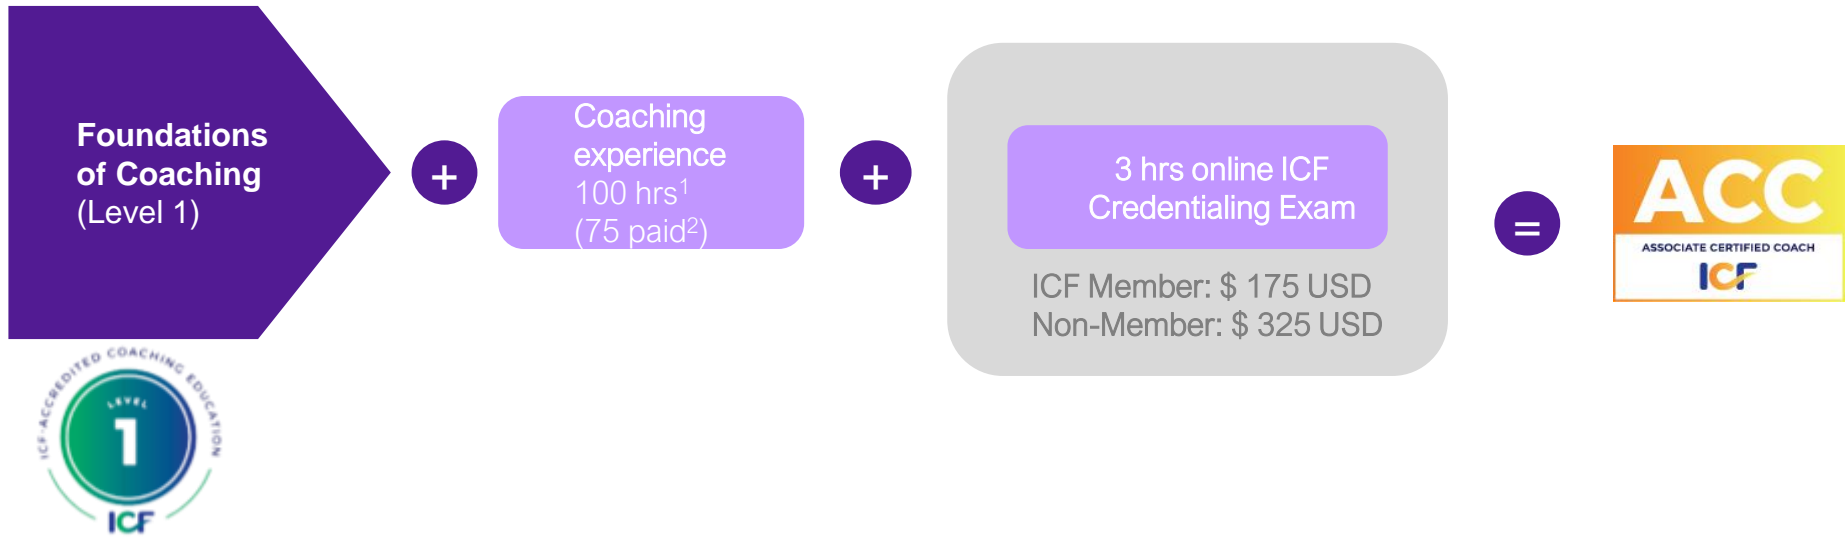 Foundations
of Coaching
(Level 1)
+
Coaching
experience
100 hrs¹
(75 paid²)
+
3 hrs online ICF
Credentialing Exam
ICF Member: $ 175 USD
Non-Member: $ 325 USD
=
ACC
ASSOCIATE CERTIFIED COACH
ICF
ICF-ACCREDITED COACHING EDUCATION
LEVEL
1
ICF